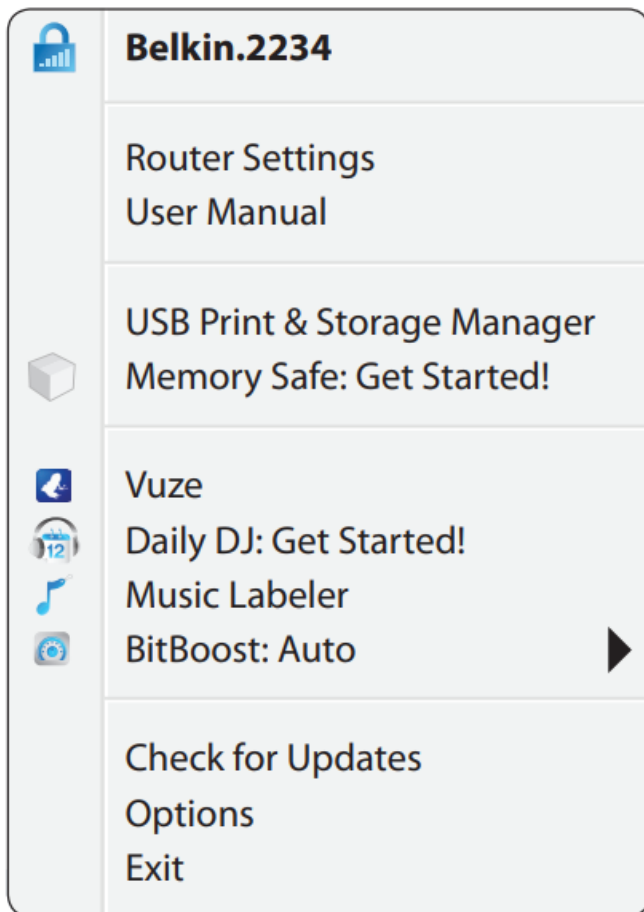 Belkin.2234
Router Settings
User Manual
USB Print & Storage Manager
Memory Safe: Get Started!
Vuze
12
Daily DJ: Get Started!
Music Labeler
BitBoost: Auto
Check for Updates
Options
Exit